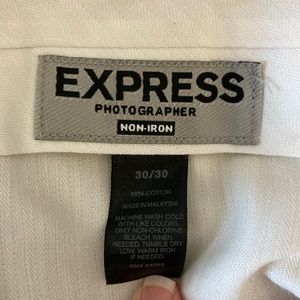 EXPRESS
PHOTOGRAPHER
NON-IRON
30/30
100% COTTON
MADE IN MALAYSIA
MACHINE WASH COLD
WITH LIKE COLORS.
ONLY NON-CHLORINE
BLEACH WHEN
NEEDED. TUMBLE DRY
LOW. WARM IRON
IF NEEDED.